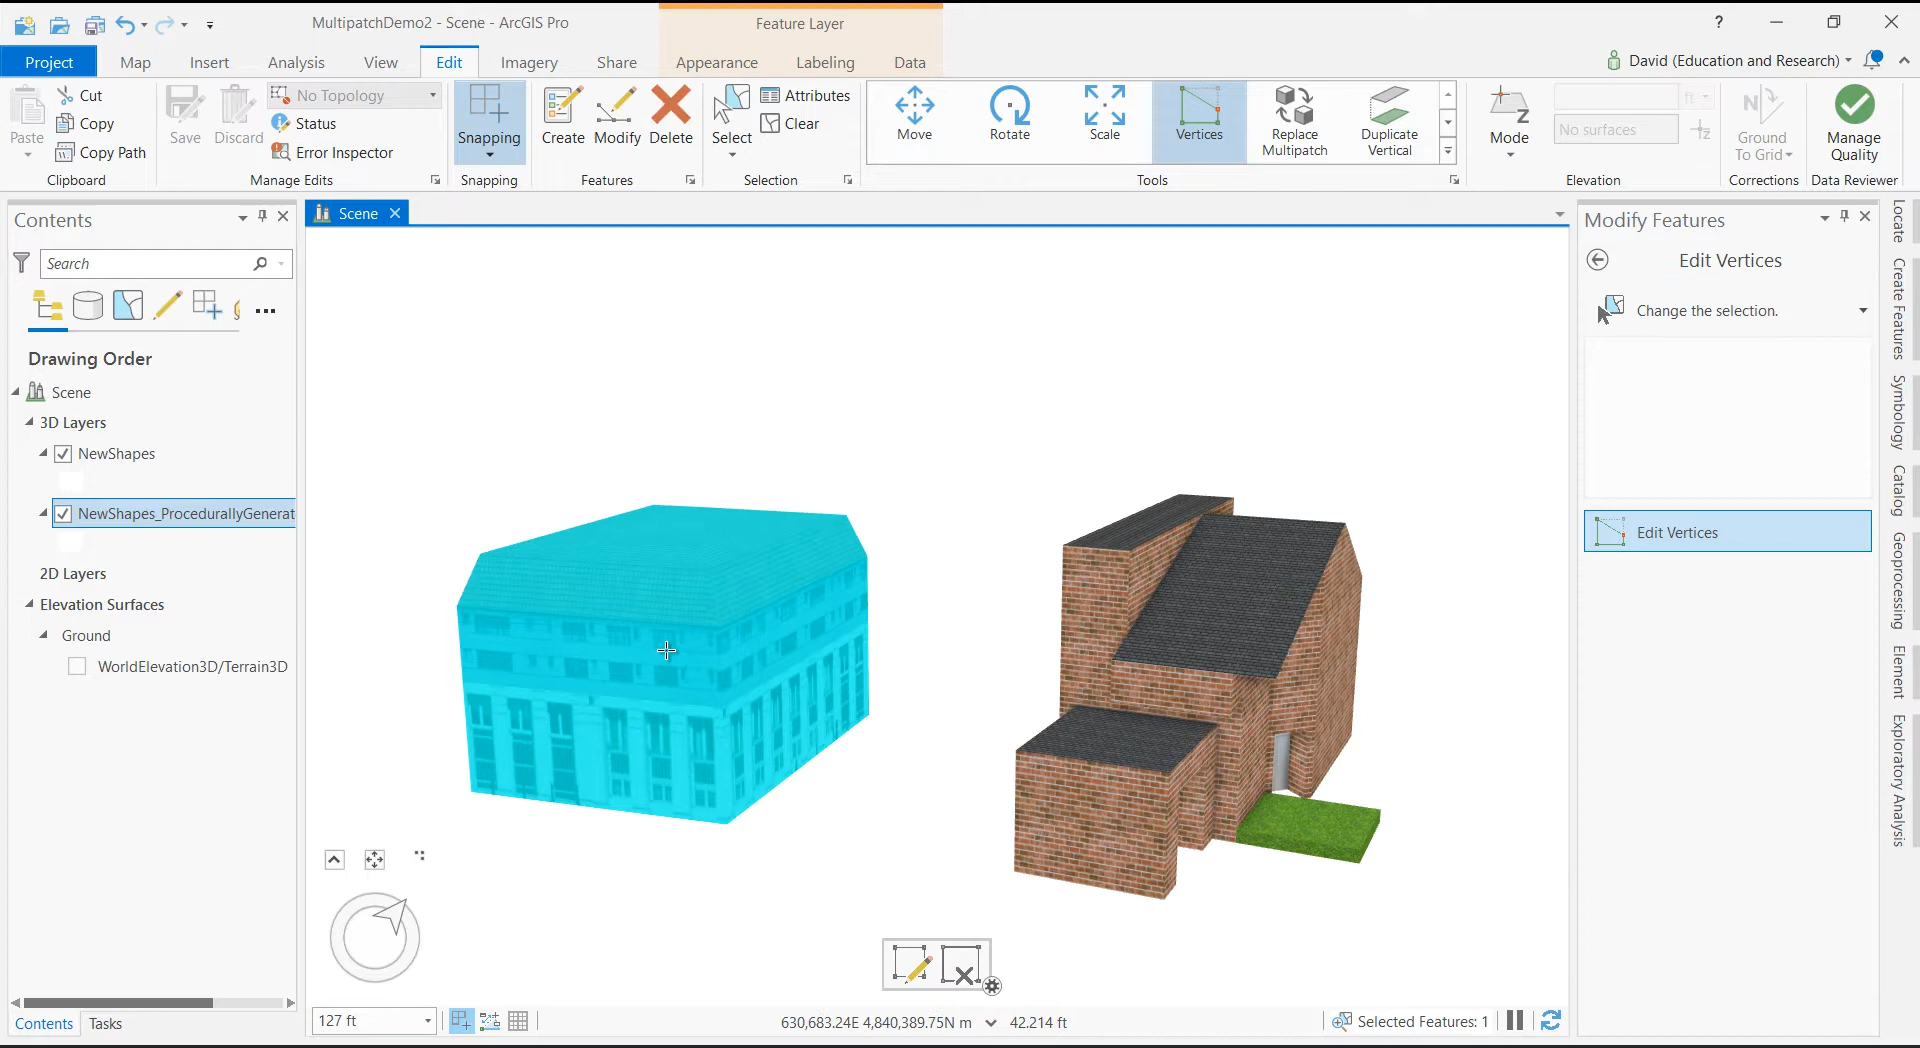 MultipatchDemo2 - Scene - ArcGIS Pro
Feature Layer
?
Project
Map
Insert
Analysis
View
Edit
Imagery
Share
Appearance
Labeling
Data
David (Education and Research)
Paste
Cut
Copy
Copy Path
Clipboard
Save
Discard
No Topology
Status
Error Inspector
Manage Edits
Snapping
Snapping
Create
Modify
Delete
Features
Select
Attributes
Clear
Selection
Move
Rotate
Scale
Vertices
Replace
Multipatch
Duplicate
Vertical
Tools
Mode
ft
No surfaces
Elevation
Ground
To Grid
Corrections
Manage
Quality
Data Reviewer
Contents
Search
Drawing Order
Scene
3D Layers
NewShapes
NewShapes_ProcedurallyGenerat
2D Layers
Elevation Surfaces
Ground
WorldElevation3D/Terrain3D
Contents
Tasks
Scene
127 ft
630,683.24E 4,840,389.75N m
42.214 ft
Selected Features: 1
Modify Features
Edit Vertices
Change the selection.
Edit Vertices
Locate
Create Features
Symbology
Catalog
Geoprocessing
Element
Exploratory Analysis